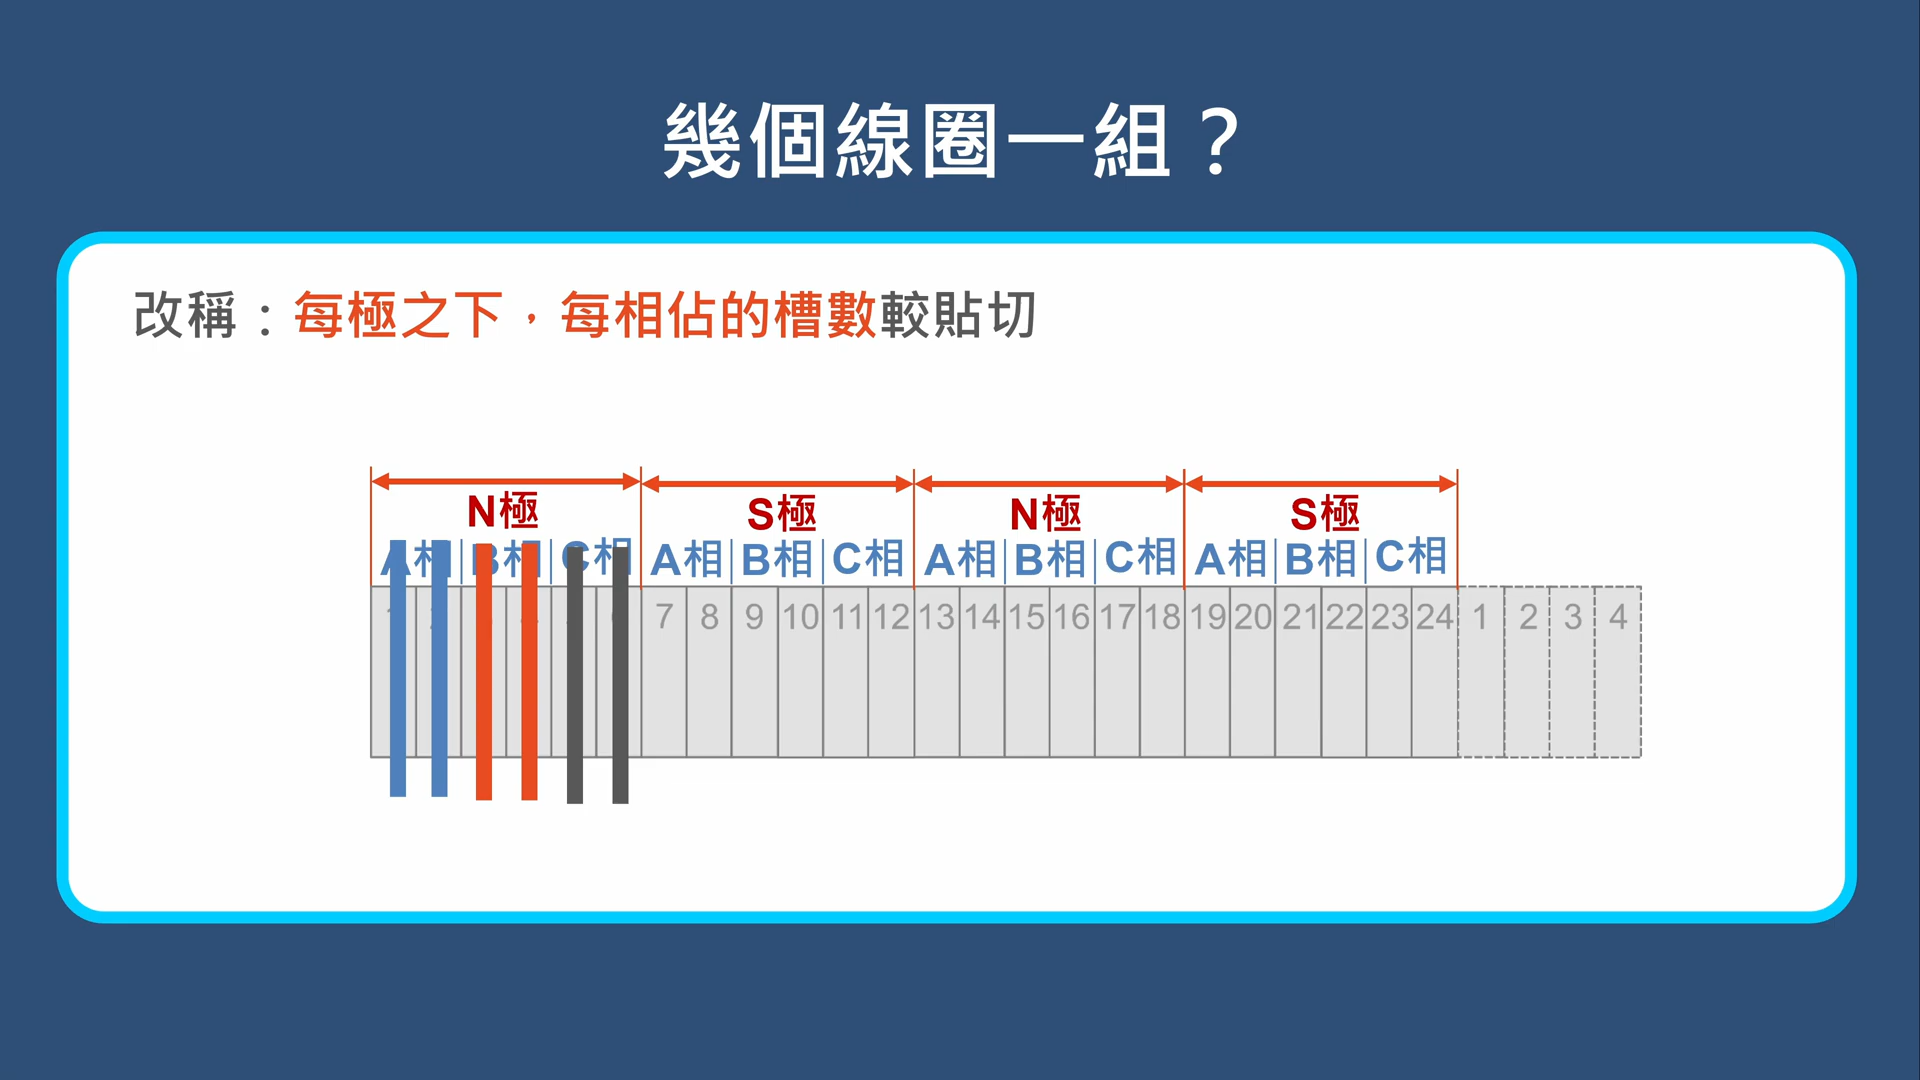 幾個線圈一組？
改稱：每極之下，每相佔的槽數較貼切
N極 S極 N極 S極
A相 B相 C相 A相 B相 C相 A相 B相 C相 A相 B相 C相
7 8 9 10 11 12 13 14 15 16 17 18 19 20 21 22 23 24 1 2 3 4